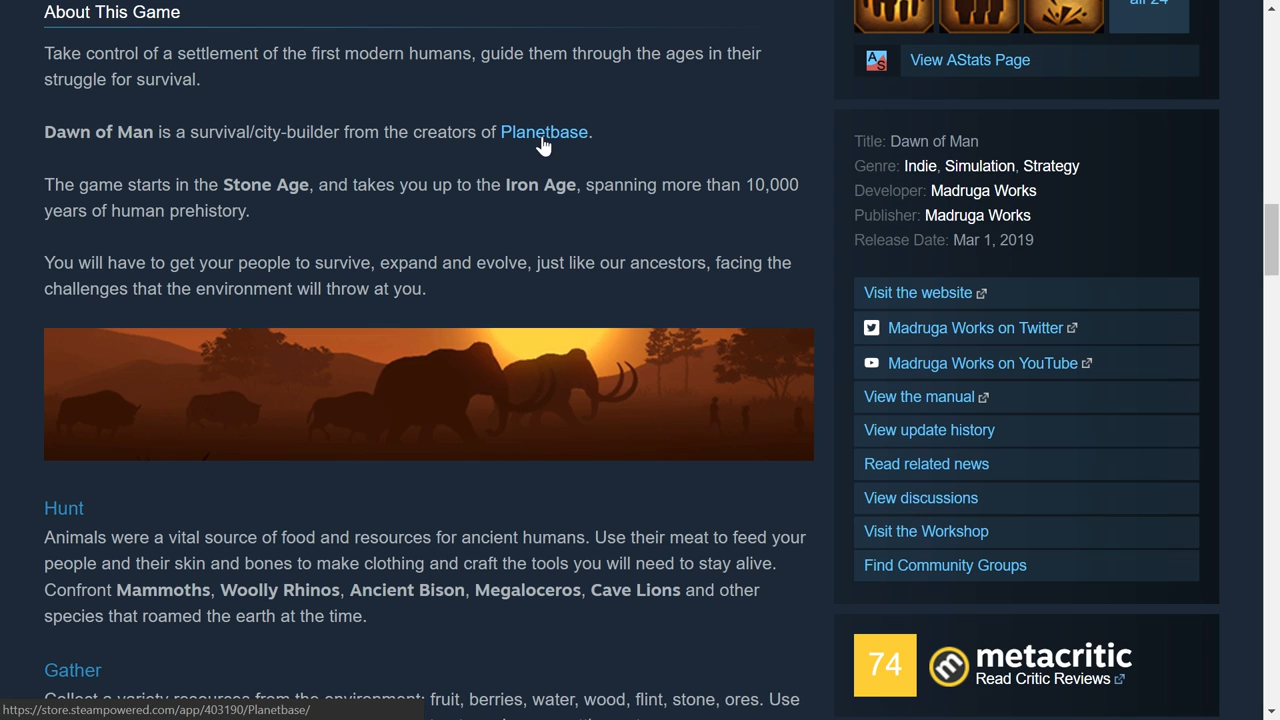 About This Game
Take control of a settlement of the first modern humans, guide them through the ages in their
struggle for survival.
Dawn of Man is a survival/city-builder from the creators of Planetbase.
The game starts in the Stone Age, and takes you up to the Iron Age, spanning more than 10,000
years of human prehistory.
You will have to get your people to survive, expand and evolve, just like our ancestors, facing the
challenges that the environment will throw at you.
Hunt
Animals were a vital source of food and resources for ancient humans. Use their meat to feed your
people and their skin and bones to make clothing and craft the tools you will need to stay alive.
Confront Mammoths, Woolly Rhinos, Ancient Bison, Megaloceros, Cave Lions and other
species that roamed the earth at the time.
Gather
Collect a variety resources from the environment: fruit, berries, water, wood, flint, stone, ores. Use
https://store.steampowered.com/app/403190/Planetbase/
all 24
View AStats Page
Title: Dawn of Man
Genre: Indie, Simulation, Strategy
Developer: Madruga Works
Publisher: Madruga Works
Release Date: Mar 1, 2019
Visit the website
Madruga Works on Twitter
Madruga Works on YouTube
View the manual
View update history
Read related news
View discussions
Visit the Workshop
Find Community Groups
74
metacritic
Read Critic Reviews